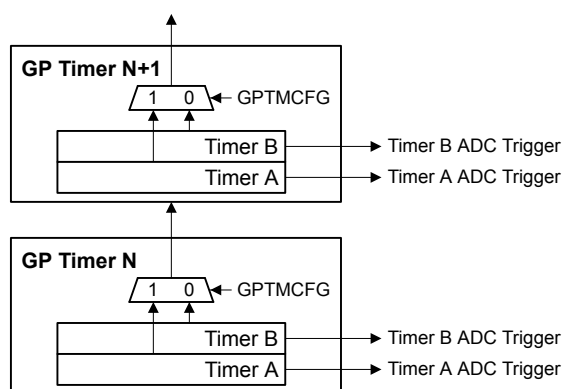 GP Timer N+1
1 0 GPTMCFG
Timer B Timer B ADC Trigger
Timer A Timer A ADC Trigger
GP Timer N
1 0 GPTMCFG
Timer B Timer B ADC Trigger
Timer A Timer A ADC Trigger